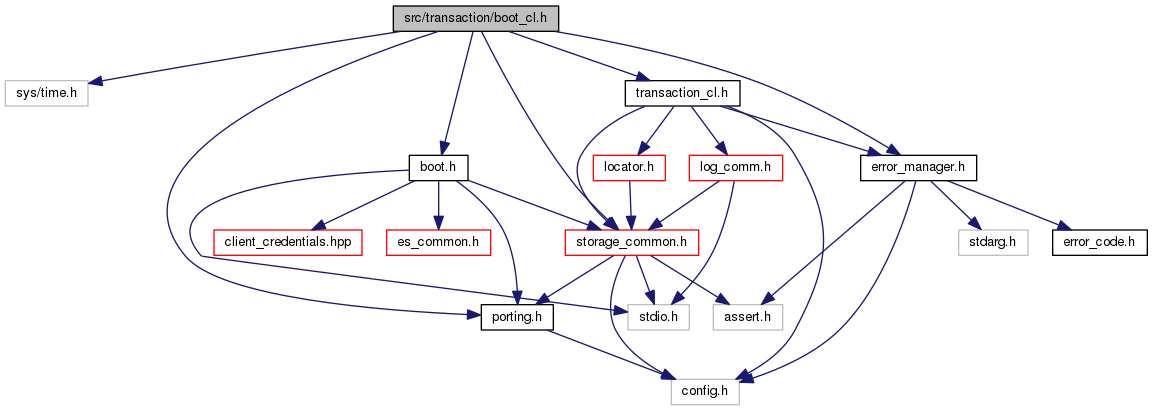 src/transaction/boot_cl.h
sys/time.h
transaction_cl.h
boot.h
locator.h
log_comm.h
error_manager.h
client_credentials.hpp
es_common.h
storage_common.h
stdarg.h
error_code.h
porting.h
stdio.h
assert.h
config.h